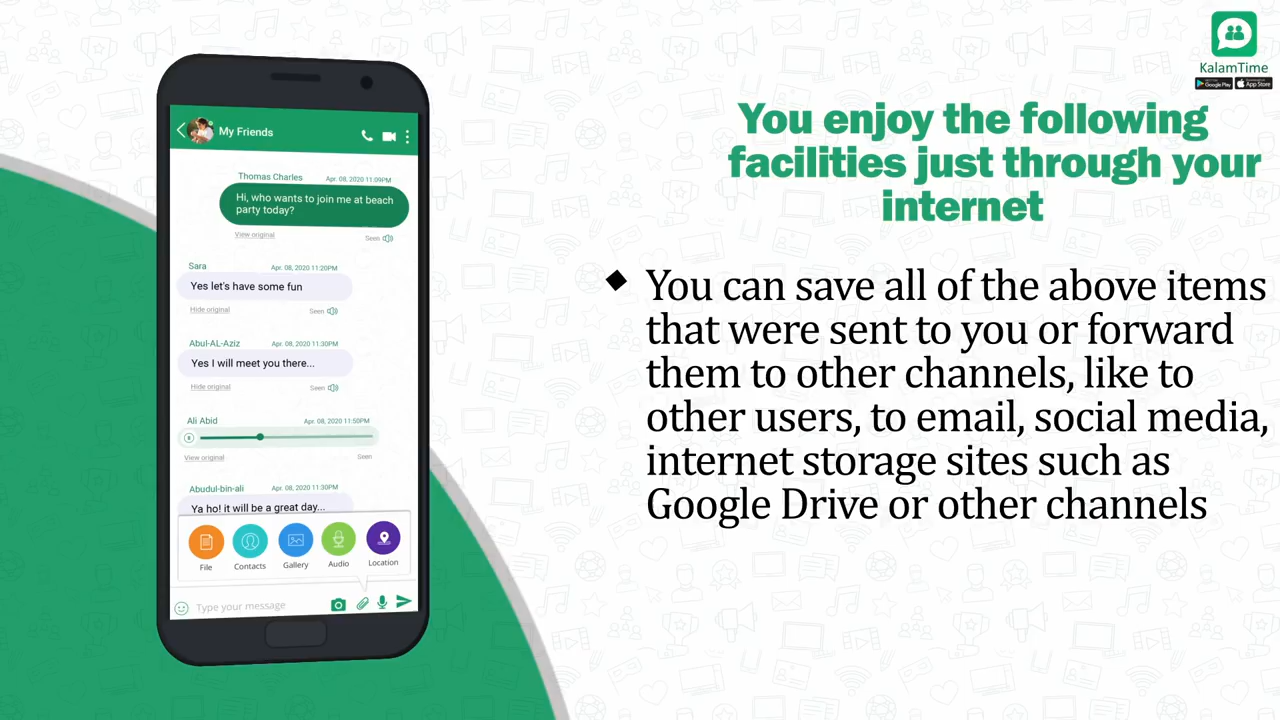 KalamTime
Google Play
App Store
You enjoy the following
facilities just through your
internet
You can save all of the above items
that were sent to you or forward
them to other channels, like to
other users, to email, social media,
internet storage sites such as
Google Drive or other channels
My Friends
Thomas Charles Apr. 08, 2020 11:09PM
Hi, who wants to join me at beach
party today?
View original Seen
Sara Apr. 08, 2020 11:20PM
Yes let's have some fun
Hide original Seen
Abul-AL-Aziz Apr. 08, 2020 11:30PM
Yes I will meet you there...
Hide original Seen
Ali Abid Apr. 08, 2020 11:50PM
View original Seen
Abudul-bin-ali Apr. 08, 2020 11:30PM
Ya ho! it will be a great day...
File Contacts Gallery Audio Location
Type your message